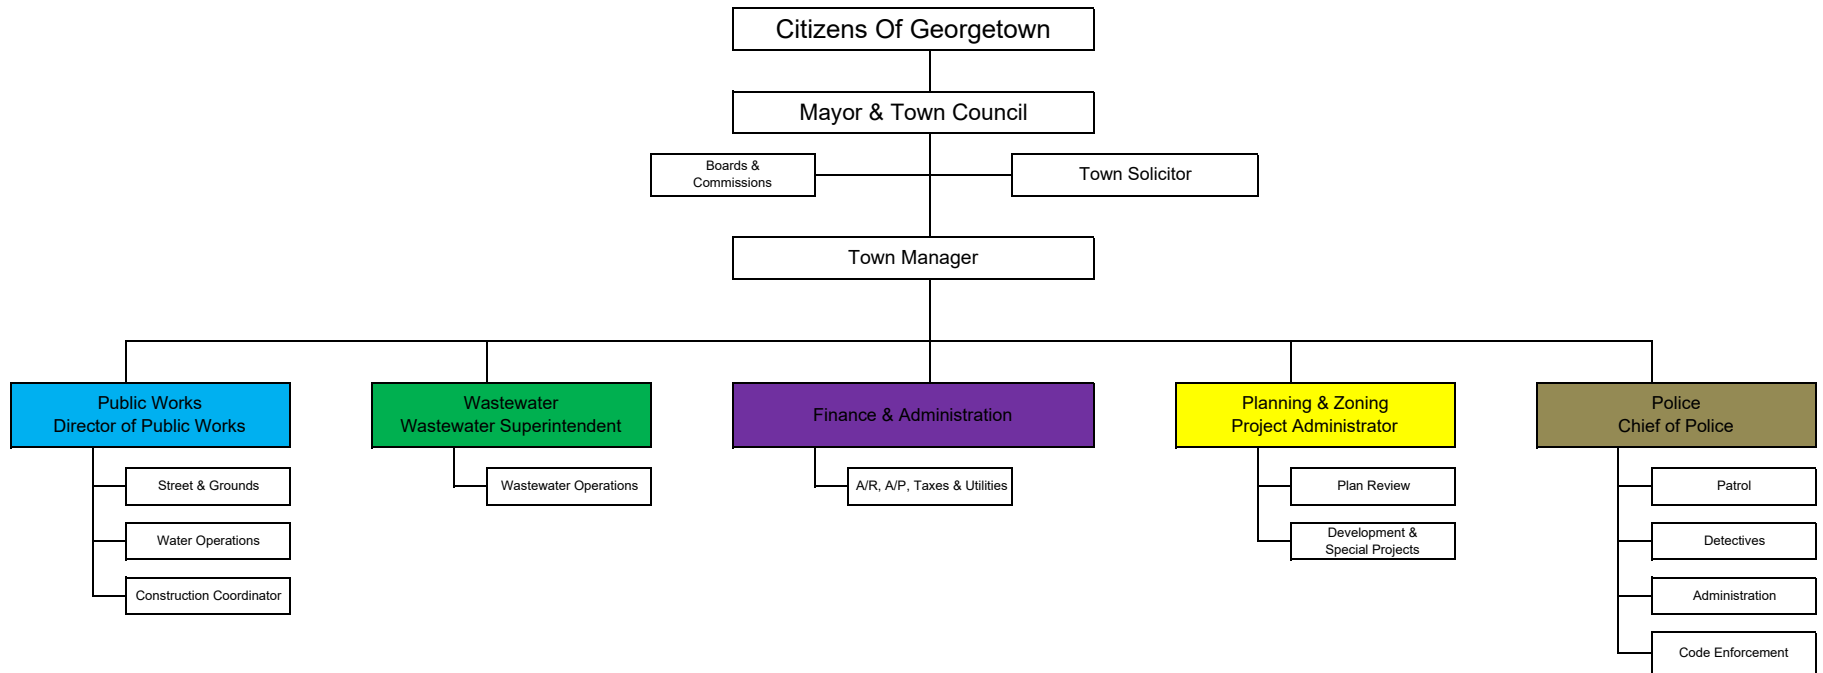 Citizens Of Georgetown
Mayor & Town Council
Boards &
Commissions
Town Solicitor
Town Manager
Public Works
Director of Public Works
Wastewater
Wastewater Superintendent
Finance & Administration
Planning & Zoning
Project Administrator
Police
Chief of Police
Street & Grounds
Wastewater Operations
A/R, A/P, Taxes & Utilities
Plan Review
Patrol
Water Operations
Development &
Special Projects
Detectives
Construction Coordinator
Administration
Code Enforcement